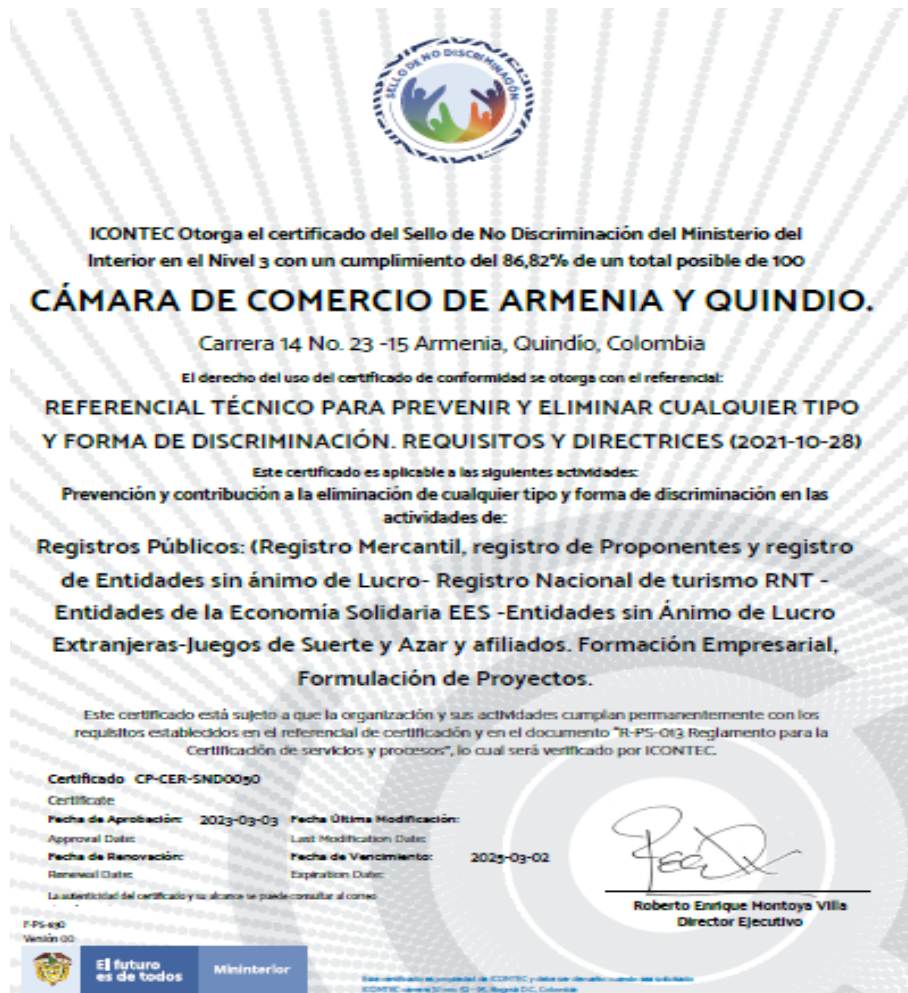 SELLO DE NO DISCRIMINACIÓN
ICONTEC Otorga el certificado del Sello de No Discriminación del Ministerio del
Interior en el Nivel 3 con un cumplimiento del 86,82% de un total posible de 100
CÁMARA DE COMERCIO DE ARMENIA Y QUINDIO.
Carrera 14 No. 23 -15 Armenia, Quindío, Colombia
El derecho del uso del certificado de conformidad se otorga con el referencial:
REFERENCIAL TÉCNICO PARA PREVENIR Y ELIMINAR CUALQUIER TIPO
Y FORMA DE DISCRIMINACIÓN. REQUISITOS Y DIRECTRICES (2021-10-28)
Este certificado es aplicable a las siguientes actividades:
Prevención y contribución a la eliminación de cualquier tipo y forma de discriminación en las
actividades de:
Registros Públicos: (Registro Mercantil, registro de Proponentes y registro
de Entidades sin ánimo de Lucro- Registro Nacional de turismo RNT -
Entidades de la Economía Solidaria EES -Entidades sin Ánimo de Lucro
Extranjeras-Juegos de Suerte y Azar y afiliados. Formación Empresarial,
Formulación de Proyectos.
Este certificado está sujeto a que la organización y sus actividades cumplan permanentemente con los
requisitos establecidos en el referencial de certificación y en el documento "R-PS-013 Reglamento para la
Certificación de servicios y procesos", lo cual será verificado por ICONTEC.
Certificado CP-CER-SND0050
Certificate
Fecha de Aprobación: 2023-03-03 Fecha Última Modificación:
Approval Date: Last Modification Date:
Fecha de Renovación: Fecha de Vencimiento: 2025-03-02
Renewal Date: Expiration Date:
La autenticidad del certificado y su alcance se puede consultar al correo
Roberto Enrique Montoya Villa
Director Ejecutivo
Versión 00
El futuro
es de todos
Mininterior